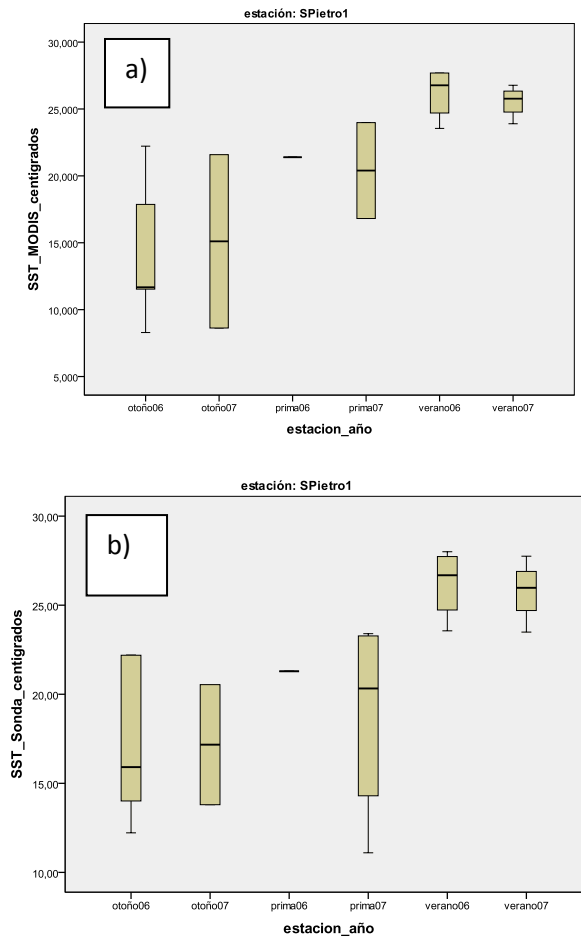 estación: SPietro1
a)
30,000
25,000
20,000
15,000
10,000
5,000
SST_MODIS_centigrados
otoño06 otoño07 prima06 prima07 verano06 verano07
estacion_año
estación: SPietro1
b)
30,00
25,00
20,00
15,00
10,00
SST_Sonda_centigrados
otoño06 otoño07 prima06 prima07 verano06 verano07
estacion_año